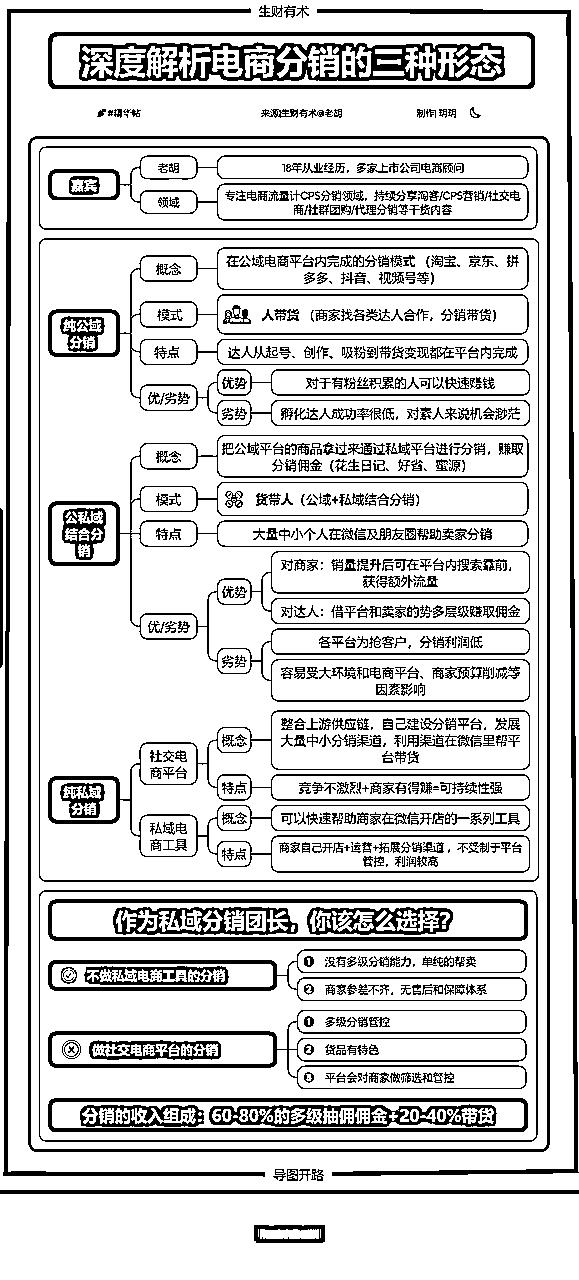 生财有术
深度解析电商分销的三种形态
#精华帖
来源|生财有术@老胡
制作| 玥玥
嘉宾
老胡
18年从业经历，多家上市公司电商顾问
领域
专注电商流量计CPS分销领域，持续分享淘客/CPS营销/社交电
商/社群团购/代理分销等干货内容
纯公域
分销
概念
在公域电商平台内完成的分销模式（淘宝、京东、拼
多多、抖音、视频号等）
模式
人带货（商家找各类达人合作，分销带货）
特点
达人从起号、创作、吸粉到带货变现都在平台内完成
优/劣势
优势
对于有粉丝积累的人可以快速赚钱
劣势
孵化达人成功率很低，对素人来说机会渺茫
公私域
结合分
销
概念
把公域平台的商品拿过来通过私域平台进行分销，赚取
分销佣金（花生日记、好省、蜜源）
模式
货带人（公域+私域结合分销）
特点
大量中小个人在微信及朋友圈帮助卖家分销
优/劣势
优势
对商家：销量提升后可在平台内搜索靠前，
获得额外流量
对达人：借平台和卖家的势多层级赚取佣金
劣势
各平台为抢客户，分销利润低
容易受大环境和电商平台、商家预算削减等
因素影响
纯私域
分销
社交电
商平台
概念
整合上游供应链，自己建设分销平台，发展
大量中小分销渠道，利用渠道在微信里帮平
台带货
特点
竞争不激烈+商家有得赚=可持续性强
私域电
商工具
概念
可以快速帮助商家在微信开店的一系列工具
特点
商家自己开店+运营+拓展分销渠道，不受制于平台
管控，利润较高
作为私域分销团长，你该怎么选择？
不做私域电商工具的分销
1 没有多级分销能力，单纯的帮卖
2 商家参差不齐，无售后和保障体系
做社交电商平台的分销
1 多级分销管控
2 货品有特色
3 平台会对商家做筛选和管控
分销的收入组成：60-80%的多级抽佣佣金+20-40%带货
导图开路